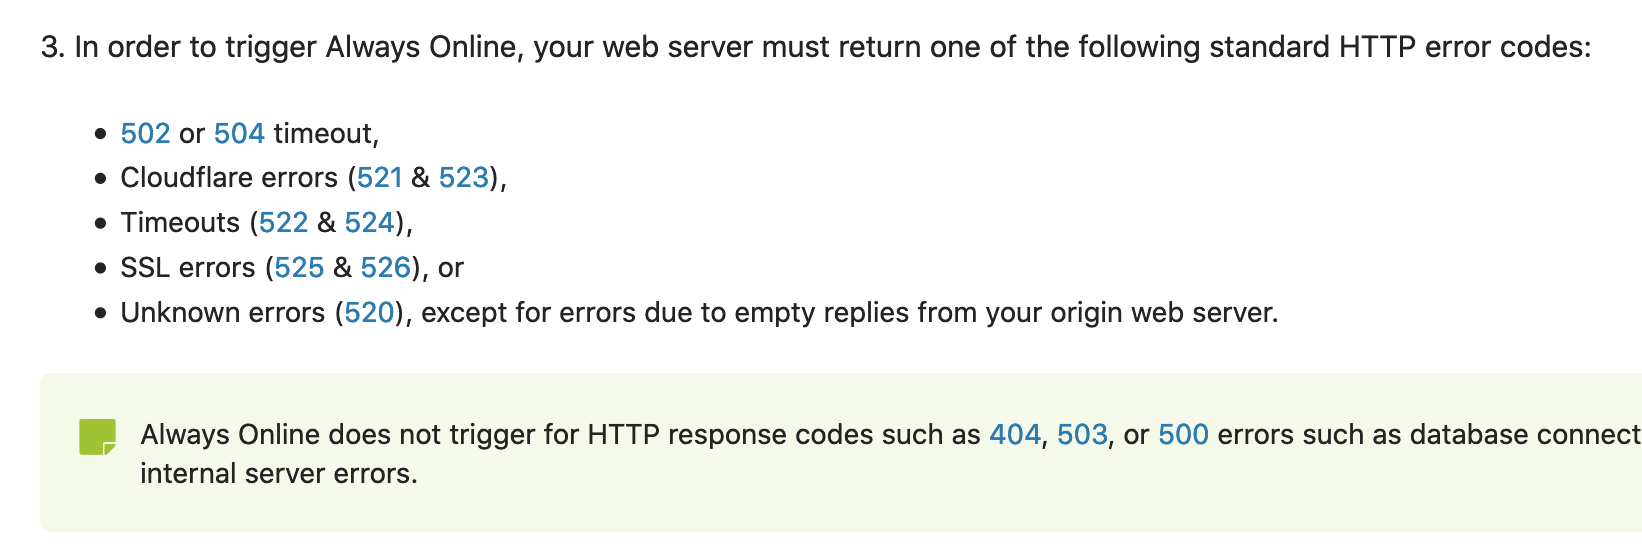 3. In order to trigger Always Online, your web server must return one of the following standard HTTP error codes:
• 502 or 504 timeout,
• Cloudflare errors (521 & 523),
• Timeouts (522 & 524),
• SSL errors (525 & 526), or
• Unknown errors (520), except for errors due to empty replies from your origin web server.
Always Online does not trigger for HTTP response codes such as 404, 503, or 500 errors such as database connect
internal server errors.